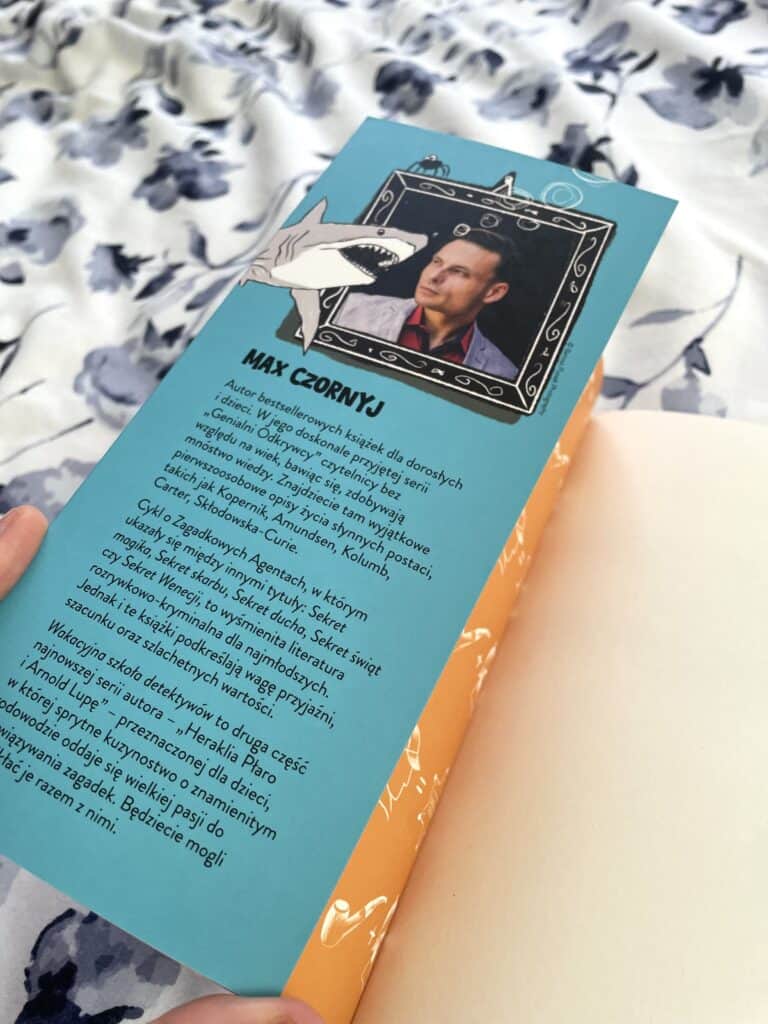 MAX CZORNYJ
Autor bestsellerowych książek dla dorosłych
i dzieci. W jego doskonale przyjętej serii
„Genialni Odkrywcy” czytelnicy bez
względu na wiek, bawiąc się, zdobywają
mnóstwo wiedzy. Znajdziecie tam wyjątkowe
pierwszoosobowe opisy życia słynnych postaci,
takich jak Kopernik, Amundsen, Kolumb,
Carter, Skłodowska-Curie.
Cykl o Zagadkowych Agentach, w którym
ukazały się między innymi tytuły: Sekret
magika, Sekret skarbu, Sekret ducha, Sekret świąt
czy Sekret Wenecji, to wyśmienita literatura
rozrywkowo-kryminalna dla najmłodszych.
Jednak i te książki podkreślają wagę przyjaźni,
szacunku oraz szlachetnych wartości.
Wakacyjna szkoła detektywów to druga część
najnowszej serii autora – „Heraklia Płaro
i Arnold Lupę” – przeznaczonej dla dzieci,
w której sprytne kuzynostwo o znamienitym
odowodzie oddaje się wielkiej pasji do
wiązywania zagadek. Będziecie mogli
je razem z nimi.